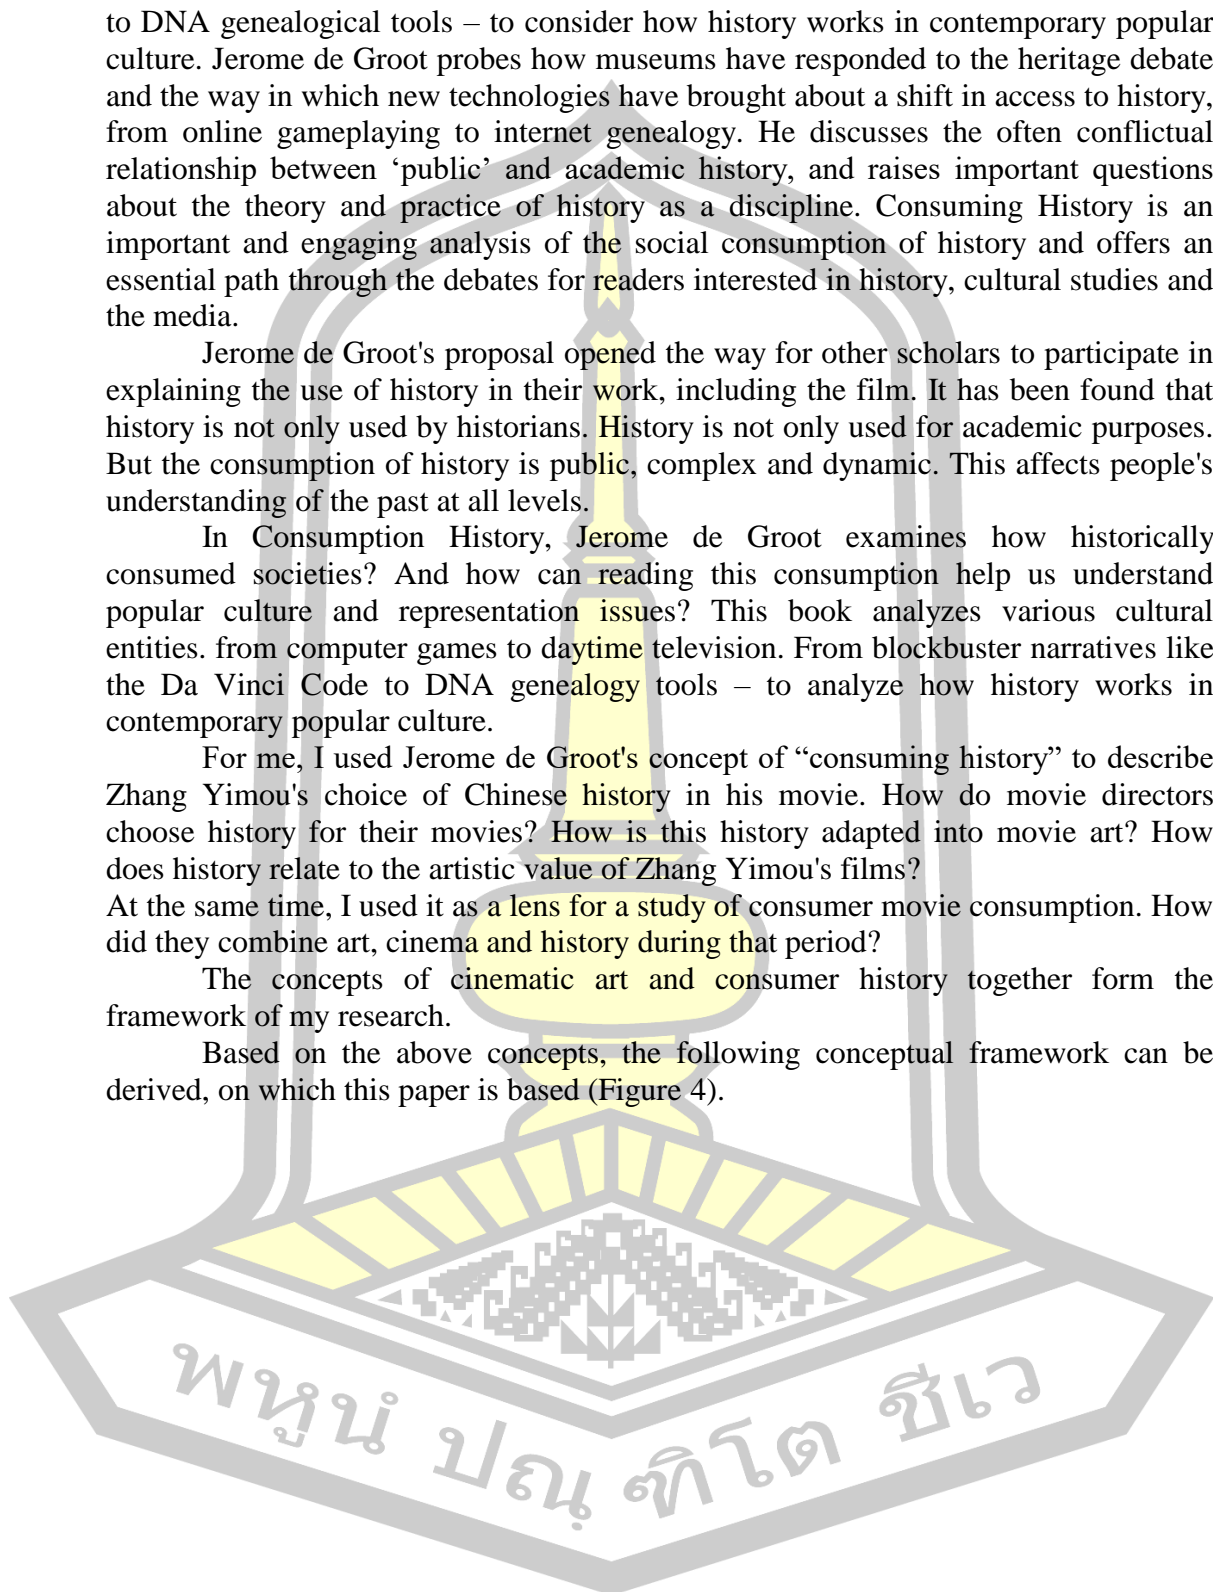 to DNA genealogical tools – to consider how history works in contemporary popular
culture. Jerome de Groot probes how museums have responded to the heritage debate
and the way in which new technologies have brought about a shift in access to history,
from online gameplaying to internet genealogy. He discusses the often conflictual
relationship between ‘public’ and academic history, and raises important questions
about the theory and practice of history as a discipline. Consuming History is an
important and engaging analysis of the social consumption of history and offers an
essential path through the debates for readers interested in history, cultural studies and
the media.
Jerome de Groot's proposal opened the way for other scholars to participate in
explaining the use of history in their work, including the film. It has been found that
history is not only used by historians. History is not only used for academic purposes.
But the consumption of history is public, complex and dynamic. This affects people's
understanding of the past at all levels.
In Consumption History, Jerome de Groot examines how historically
consumed societies? And how can reading this consumption help us understand
popular culture and representation issues? This book analyzes various cultural
entities. from computer games to daytime television. From blockbuster narratives like
the Da Vinci Code to DNA genealogy tools – to analyze how history works in
contemporary popular culture.
For me, I used Jerome de Groot's concept of “consuming history” to describe
Zhang Yimou's choice of Chinese history in his movie. How do movie directors
choose history for their movies? How is this history adapted into movie art? How
does history relate to the artistic value of Zhang Yimou's films?
At the same time, I used it as a lens for a study of consumer movie consumption. How
did they combine art, cinema and history during that period?
The concepts of cinematic art and consumer history together form the
framework of my research.
Based on the above concepts, the following conceptual framework can be
derived, on which this paper is based (Figure 4).
พหูนํ ปณฺฑิโต ชีเว